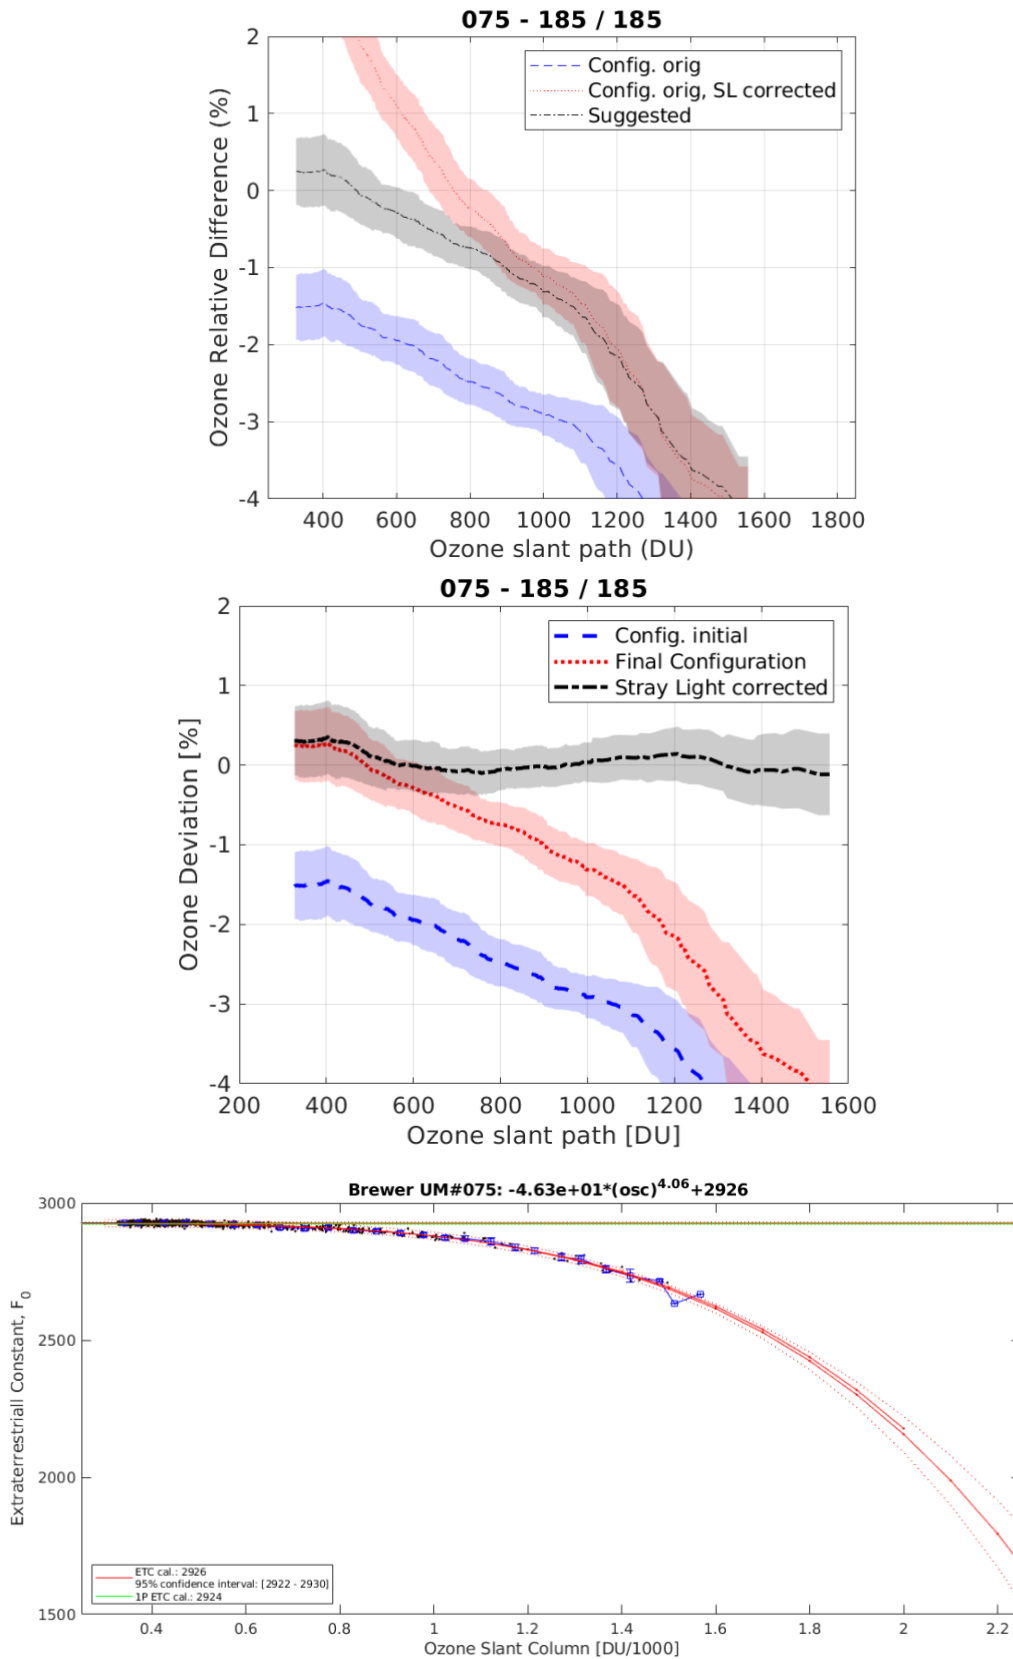 075 - 185 / 185
2
1
0
-1
-2
-3
-4
Ozone Relative Difference (%)
Config. orig
Config. orig, SL corrected
Suggested
400 600 800 1000 1200 1400 1600 1800
Ozone slant path (DU)
075 - 185 / 185
2
1
0
-1
-2
-3
-4
Ozone Deviation [%]
Config. initial
Final Configuration
Stray Light corrected
200 400 600 800 1000 1200 1400 1600
Ozone slant path [DU]
Brewer UM#075: -4.63e+01*(osc)^4.06+2926
3000
2500
2000
1500
Extraterrestriall Constant, F_0
ETC cal.: 2926
95% confidence interval: [2922 - 2930]
1P ETC cal.: 2924
0.4 0.6 0.8 1 1.2 1.4 1.6 1.8 2 2.2
Ozone Slant Column [DU/1000]